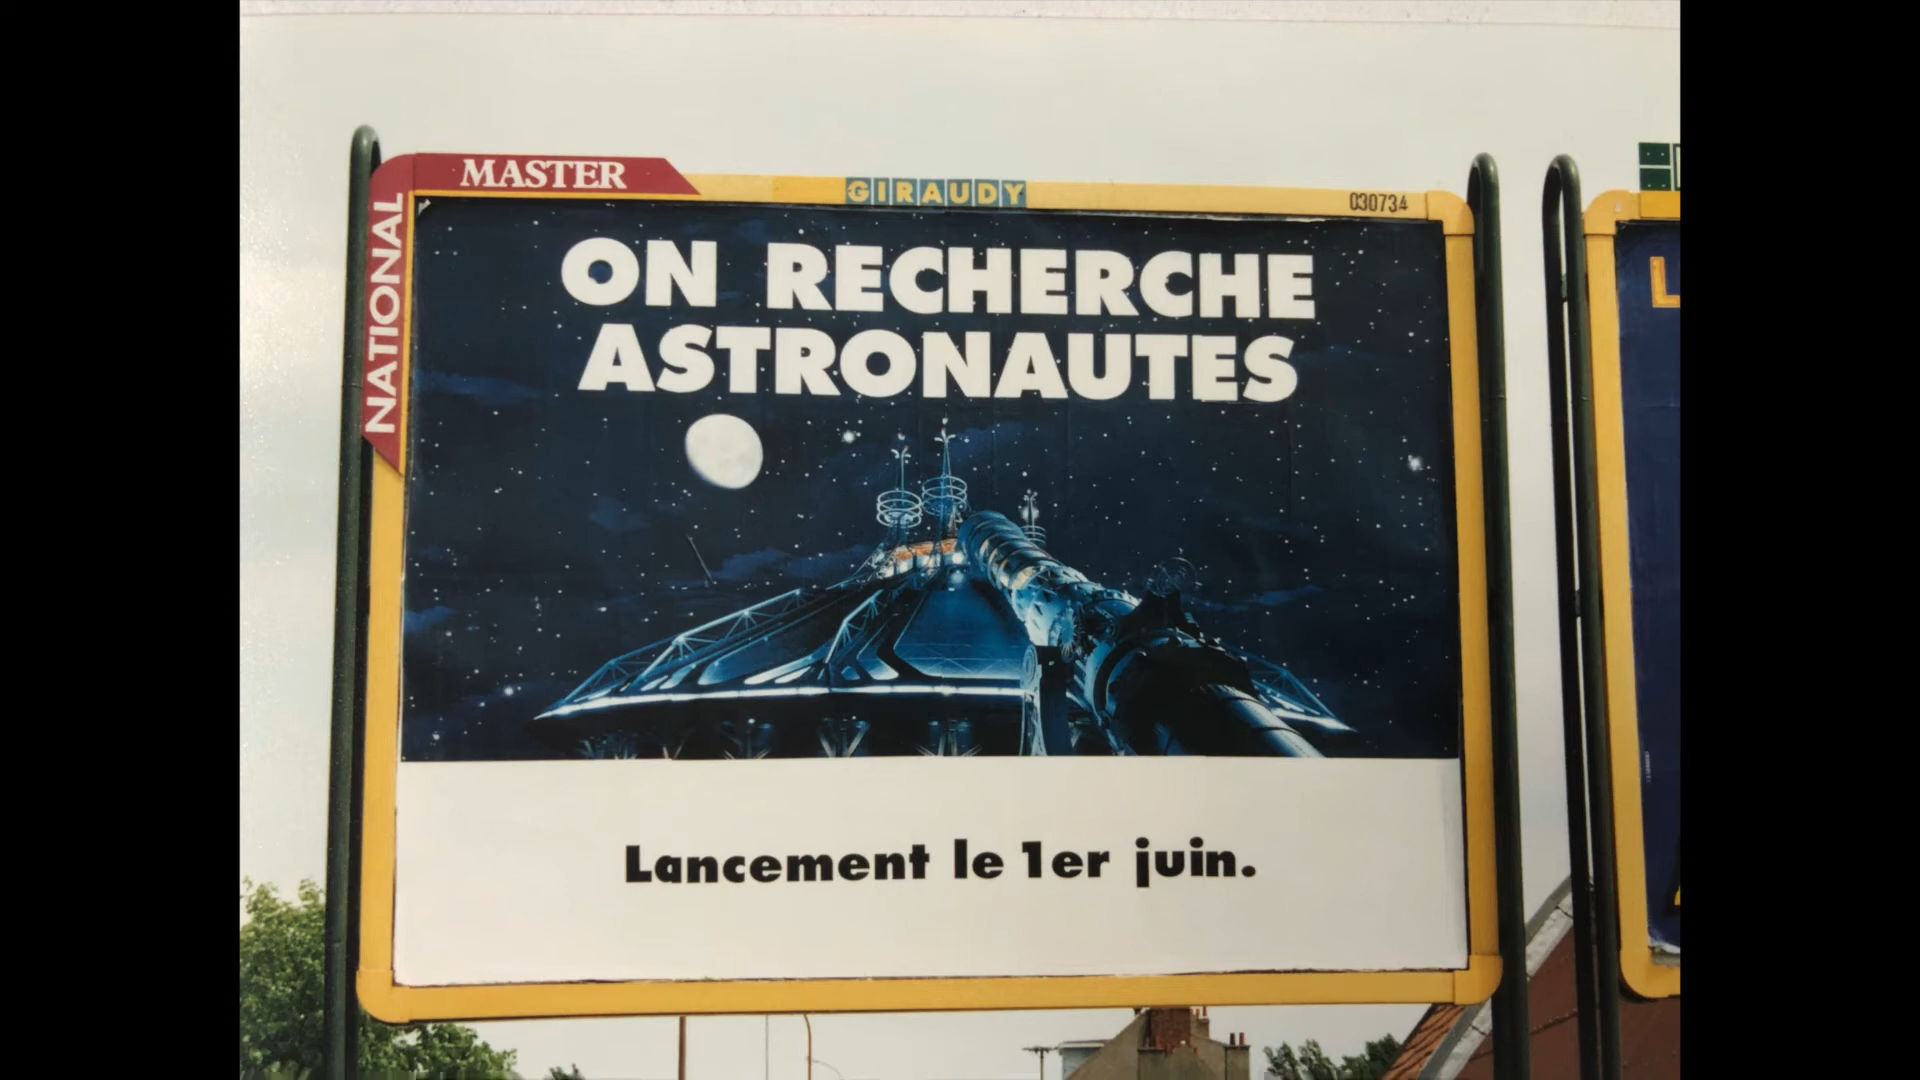 MASTER
NATIONAL
GIRAUDY
030734
ON RECHERCHE
ASTRONAUTES
Lancement le 1er juin.
L